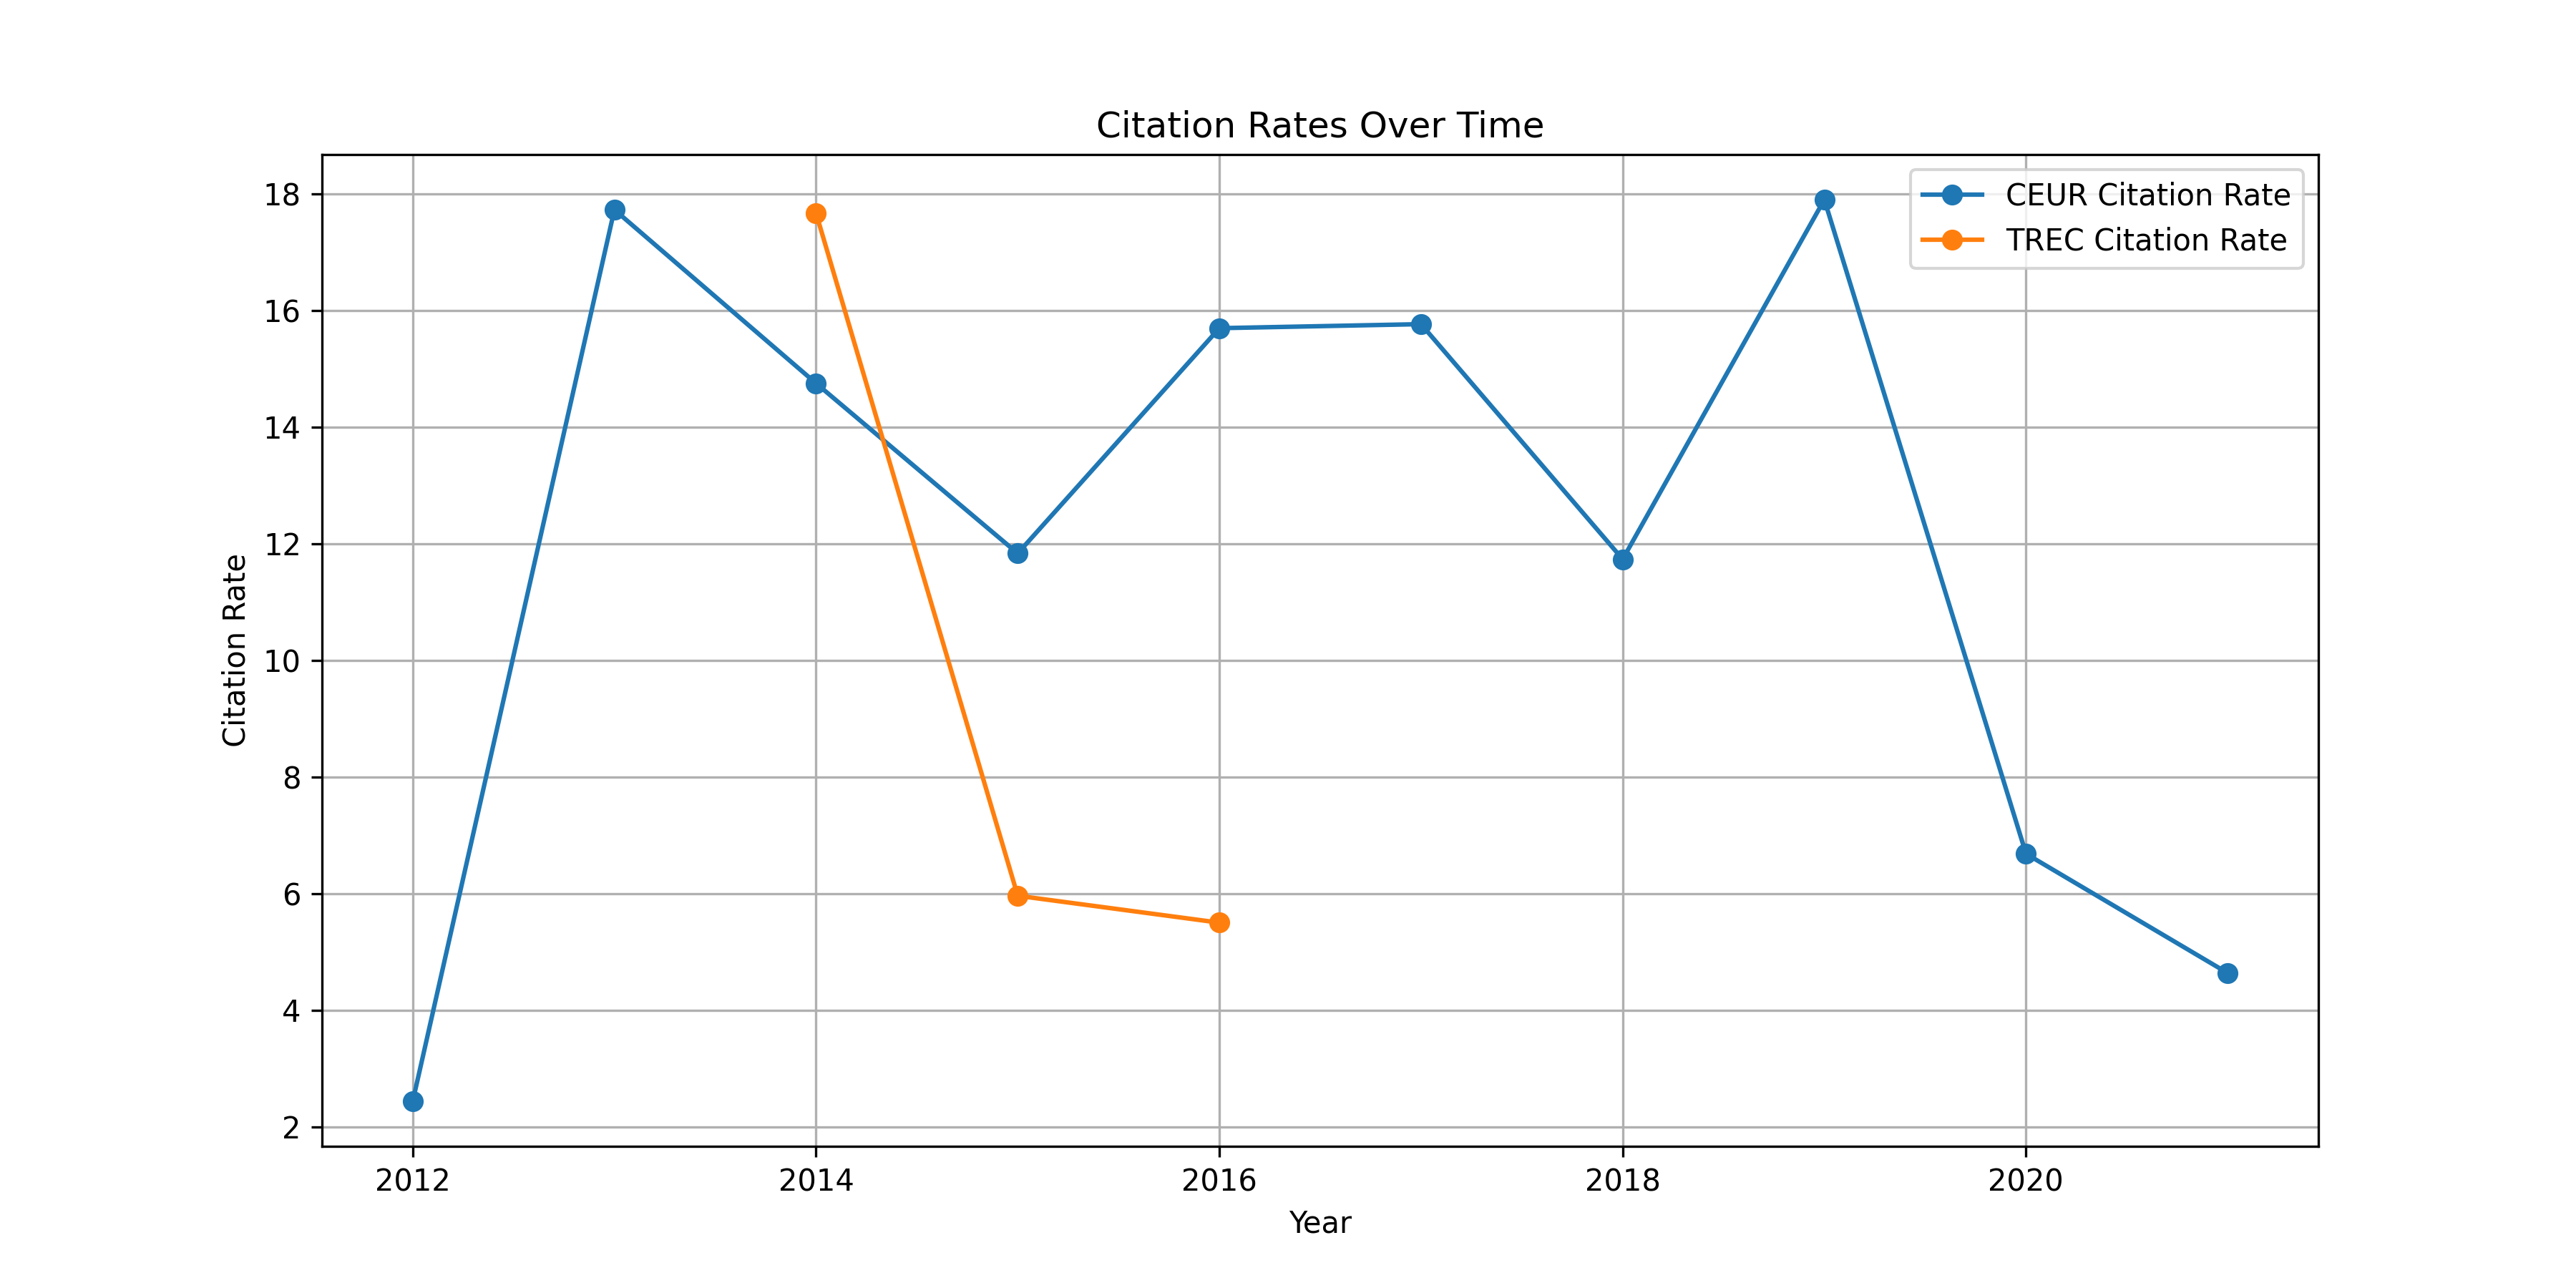 Citation Rates Over Time
CEUR Citation Rate
TREC Citation Rate
Citation Rate
18
16
14
12
10
8
6
4
2
2012 2014 2016 2018 2020
Year